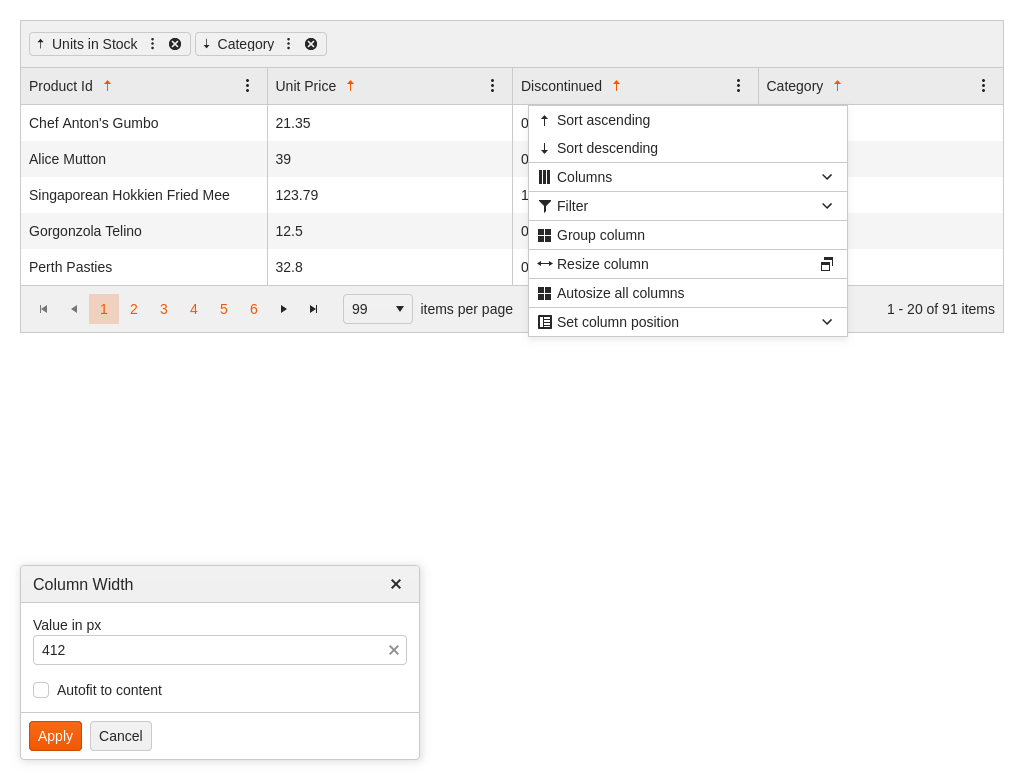 Units in Stock Category
Product Id Unit Price Discontinued Category
Chef Anton's Gumbo 21.35 0
Alice Mutton 39 0
Singaporean Hokkien Fried Mee 123.79 1
Gorgonzola Telino 12.5 0
Perth Pasties 32.8 0
Sort ascending
Sort descending
Columns
Filter
Group column
Resize column
Autosize all columns
Set column position
1 2 3 4 5 6 99 items per page 1 - 20 of 91 items
Column Width
Value in px
412
Autofit to content
Apply Cancel